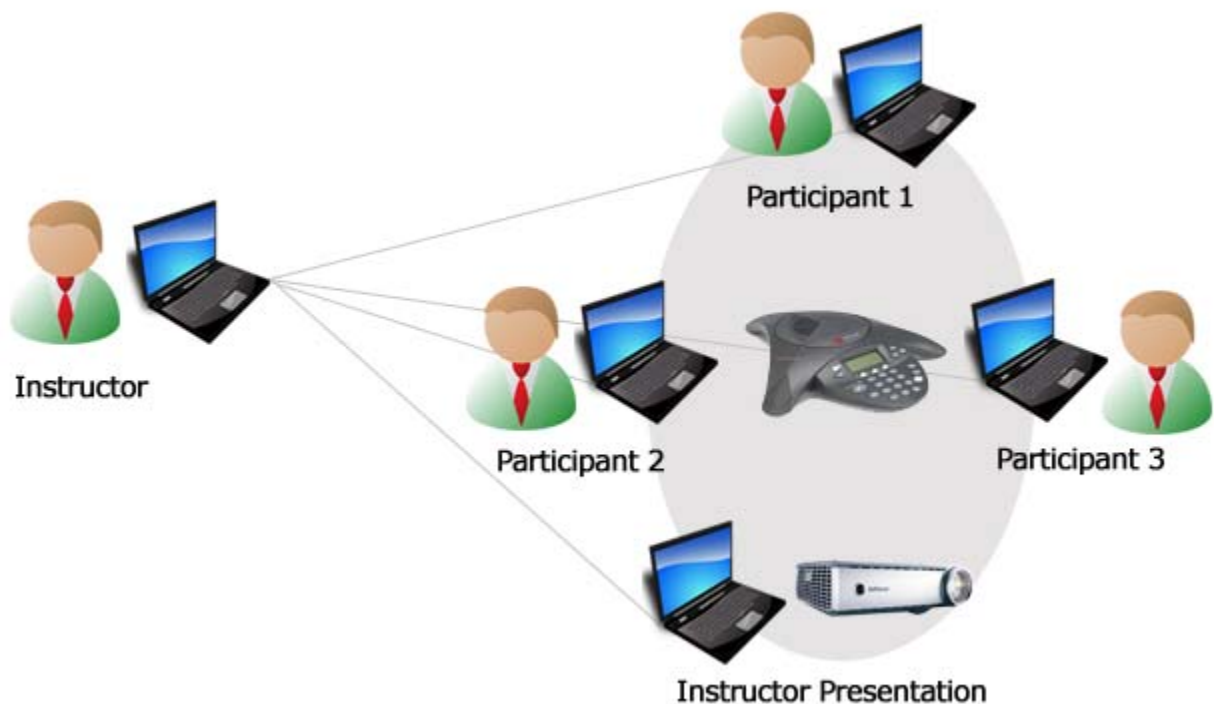 Participant 1
Instructor
Participant 2
Participant 3
Instructor Presentation